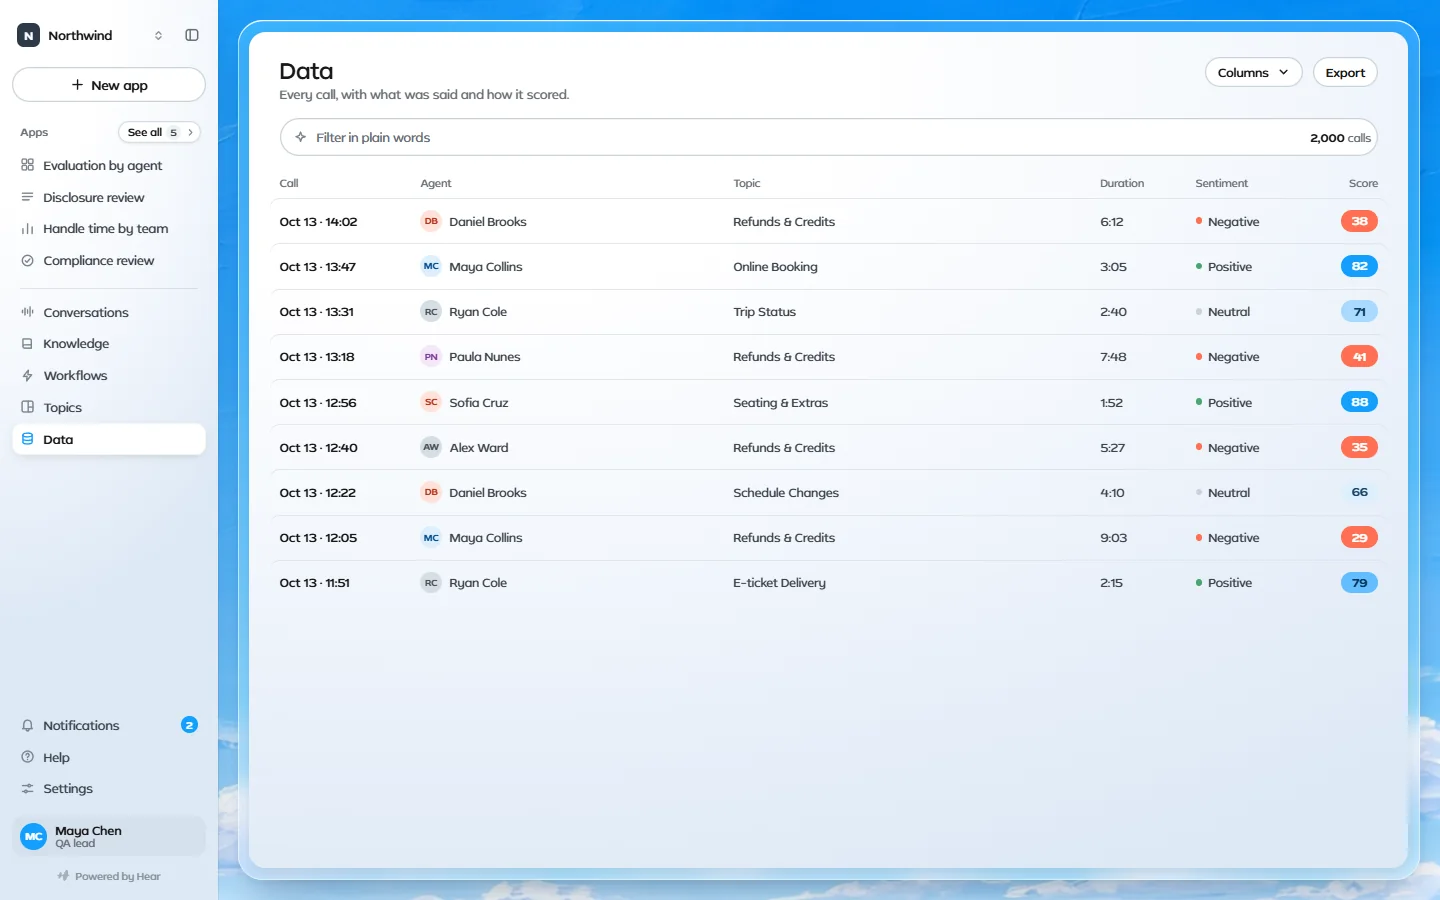 N Northwind
New app
Apps
See all 5
Evaluation by agent
Disclosure review
Handle time by team
Compliance review
Conversations
Knowledge
Workflows
Topics
Data
Notifications 2
Help
Settings
MC Maya Chen
QA lead
Powered by Hear
Data
Every call, with what was said and how it scored.
Columns
Export
Filter in plain words
2,000 calls
Call Agent Topic Duration Sentiment Score
Oct 13 · 14:02 DB Daniel Brooks Refunds & Credits 6:12 Negative 38
Oct 13 · 13:47 MC Maya Collins Online Booking 3:05 Positive 82
Oct 13 · 13:31 RC Ryan Cole Trip Status 2:40 Neutral 71
Oct 13 · 13:18 PN Paula Nunes Refunds & Credits 7:48 Negative 41
Oct 13 · 12:56 SC Sofia Cruz Seating & Extras 1:52 Positive 88
Oct 13 · 12:40 AW Alex Ward Refunds & Credits 5:27 Negative 35
Oct 13 · 12:22 DB Daniel Brooks Schedule Changes 4:10 Neutral 66
Oct 13 · 12:05 MC Maya Collins Refunds & Credits 9:03 Negative 29
Oct 13 · 11:51 RC Ryan Cole E-ticket Delivery 2:15 Positive 79